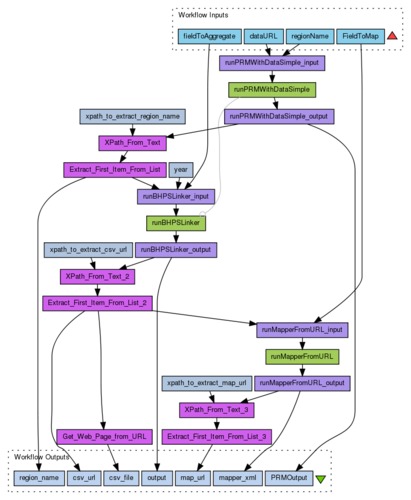 Workflow Inputs
fieldToAggregate dataURL regionName FieldToMap
runPRMWithDataSimple_input
runPRMWithDataSimple
xpath_to_extract_region_name runPRMWithDataSimple_output
XPath_From_Text
Extract_First_Item_From_List year
runBHPSLinker_input
runBHPSLinker
xpath_to_extract_csv_url runBHPSLinker_output
XPath_From_Text_2
Extract_First_Item_From_List_2
runMapperFromURL_input
runMapperFromURL
xpath_to_extract_map_url runMapperFromURL_output
XPath_From_Text_3
Get_Web_Page_from_URL Extract_First_Item_From_List_3
Workflow Outputs
region_name csv_url csv_file output map_url mapper_xml PRMOutput